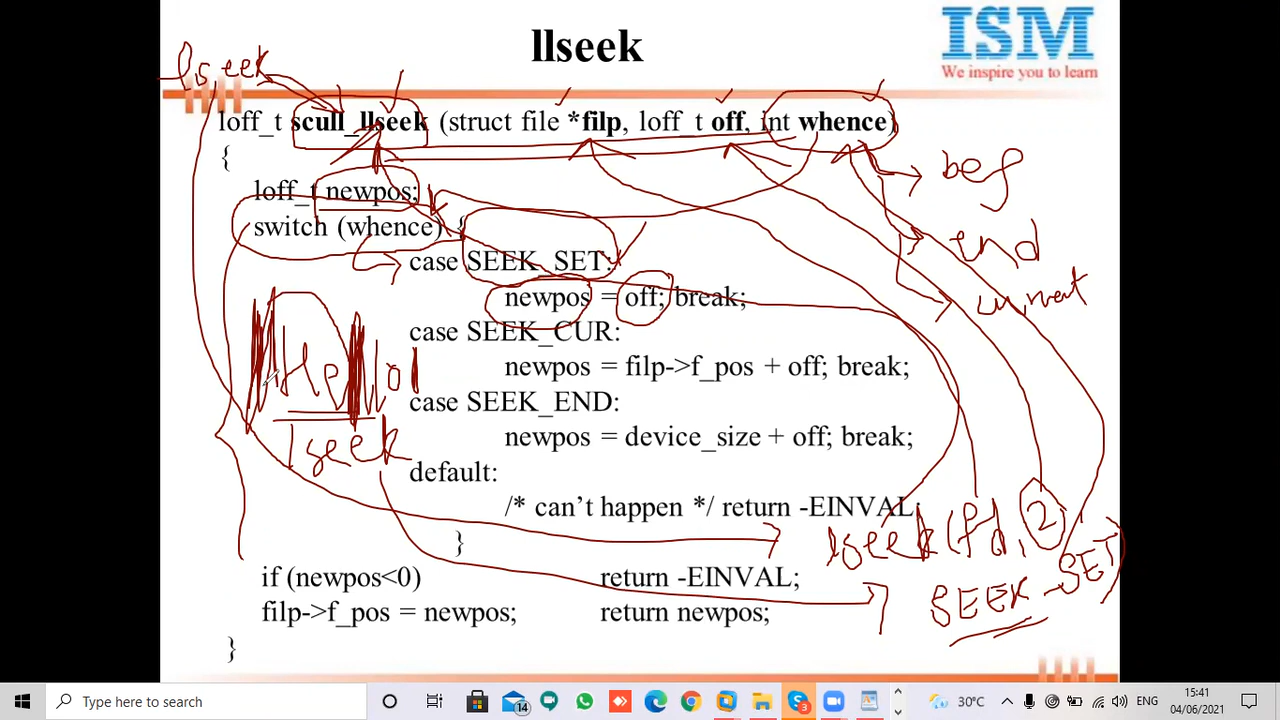 llseek
ISM
We inspire you to learn
lseek
loff_t scull_llseek (struct file *filp, loff_t off, int whence)
{
beg
loff_t newpos;
switch (whence) {
end
case SEEK_SET:
newpos = off; break;
current
case SEEK_CUR:
newpos = filp->f_pos + off; break;
Hello
case SEEK_END:
newpos = device_size + off; break;
lseek
default:
/* can't happen */ return -EINVAL;
lseek(fd, 2,
SEEK_SET)
}
if (newpos<0) return -EINVAL;
filp->f_pos = newpos; return newpos;
}
Type here to search
14
3
30°C
ENG
15:41
04/06/2021